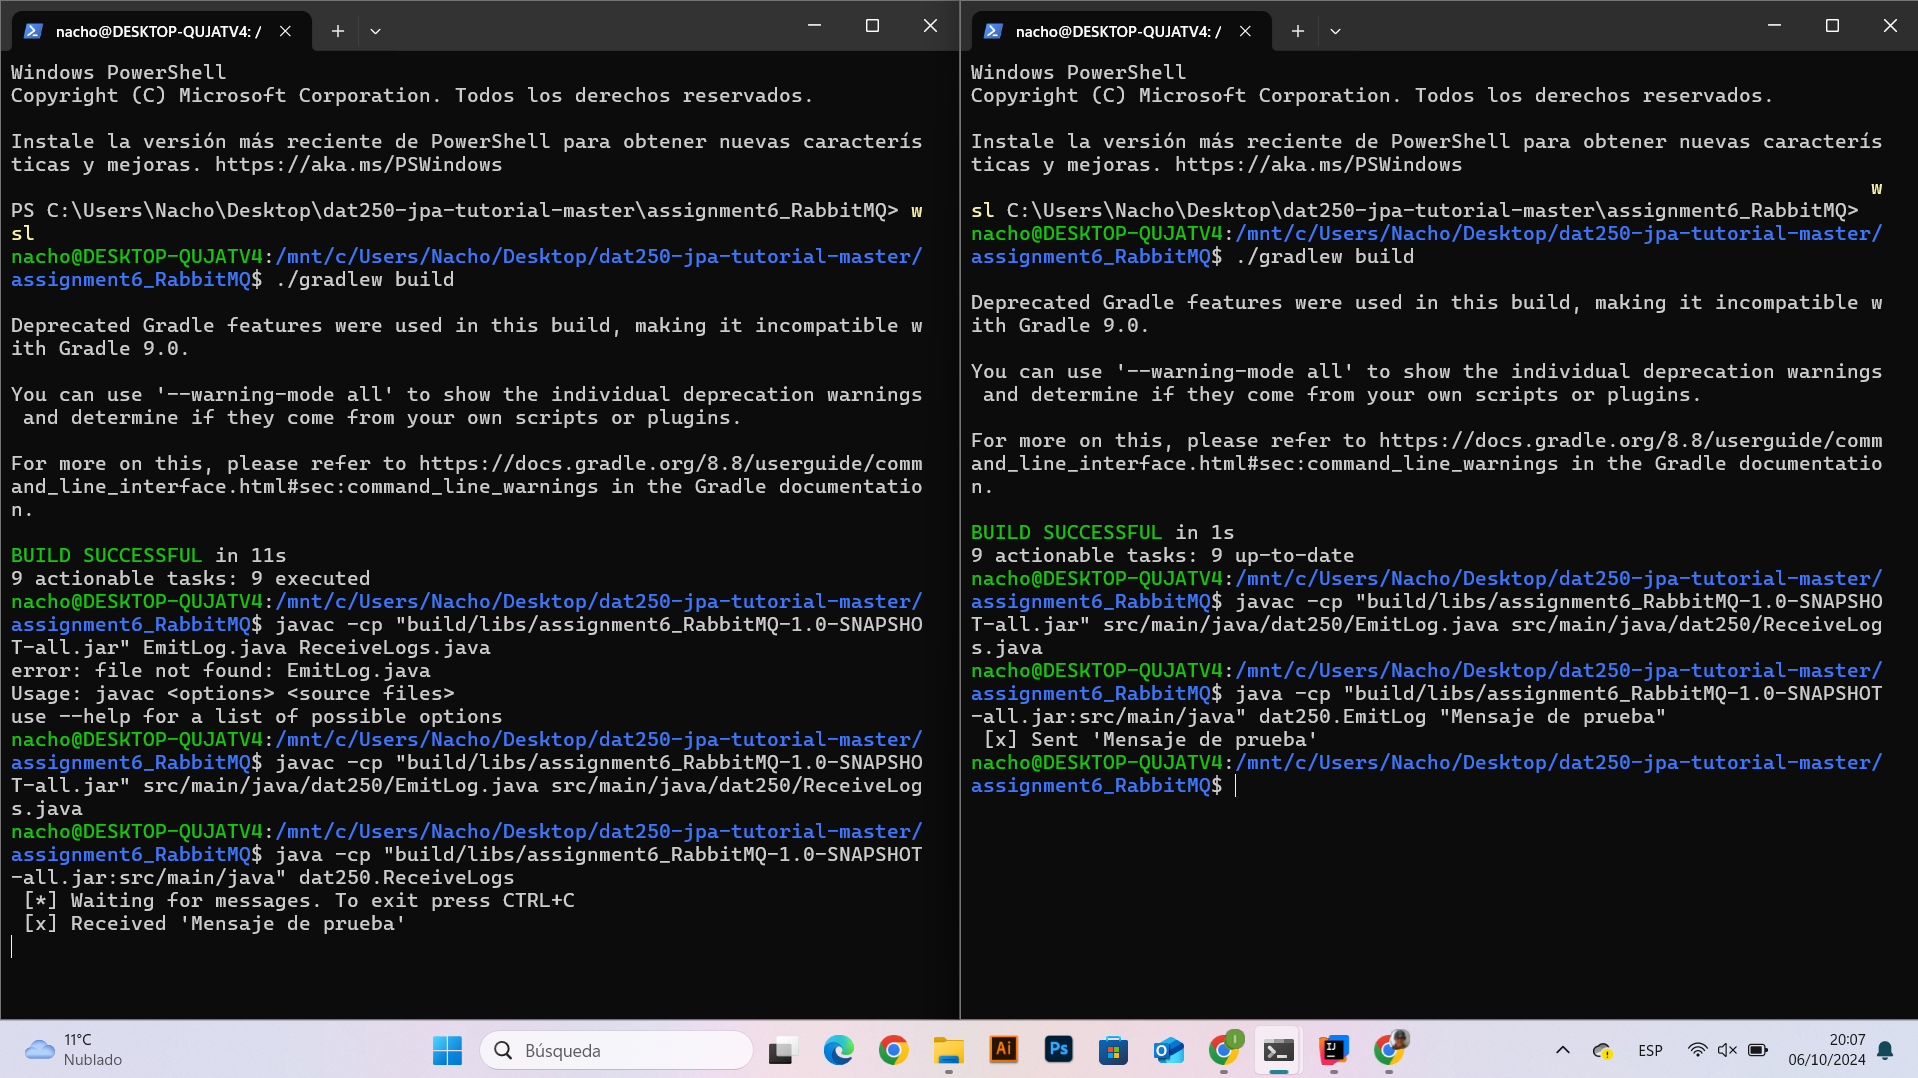 nacho@DESKTOP-QUJATV4: /
Windows PowerShell
Copyright (C) Microsoft Corporation. Todos los derechos reservados.
Instale la versión más reciente de PowerShell para obtener nuevas caracterís
ticas y mejoras. https://aka.ms/PSWindows
PS C:\Users\Nacho\Desktop\dat250-jpa-tutorial-master\assignment6_RabbitMQ> w
sl
nacho@DESKTOP-QUJATV4:/mnt/c/Users/Nacho/Desktop/dat250-jpa-tutorial-master/
assignment6_RabbitMQ$ ./gradlew build
Deprecated Gradle features were used in this build, making it incompatible w
ith Gradle 9.0.
You can use '--warning-mode all' to show the individual deprecation warnings
 and determine if they come from your own scripts or plugins.
For more on this, please refer to https://docs.gradle.org/8.8/userguide/comm
and_line_interface.html#sec:command_line_warnings in the Gradle documentatio
n.
BUILD SUCCESSFUL in 11s
9 actionable tasks: 9 executed
nacho@DESKTOP-QUJATV4:/mnt/c/Users/Nacho/Desktop/dat250-jpa-tutorial-master/
assignment6_RabbitMQ$ javac -cp "build/libs/assignment6_RabbitMQ-1.0-SNAPSHO
T-all.jar" EmitLog.java ReceiveLogs.java
error: file not found: EmitLog.java
Usage: javac <options> <source files>
use --help for a list of possible options
nacho@DESKTOP-QUJATV4:/mnt/c/Users/Nacho/Desktop/dat250-jpa-tutorial-master/
assignment6_RabbitMQ$ javac -cp "build/libs/assignment6_RabbitMQ-1.0-SNAPSHO
T-all.jar" src/main/java/dat250/EmitLog.java src/main/java/dat250/ReceiveLog
s.java
nacho@DESKTOP-QUJATV4:/mnt/c/Users/Nacho/Desktop/dat250-jpa-tutorial-master/
assignment6_RabbitMQ$ java -cp "build/libs/assignment6_RabbitMQ-1.0-SNAPSHOT
-all.jar:src/main/java" dat250.ReceiveLogs
 [*] Waiting for messages. To exit press CTRL+C
 [x] Received 'Mensaje de prueba'
nacho@DESKTOP-QUJATV4: /
Windows PowerShell
Copyright (C) Microsoft Corporation. Todos los derechos reservados.
Instale la versión más reciente de PowerShell para obtener nuevas caracterís
ticas y mejoras. https://aka.ms/PSWindows
w
sl C:\Users\Nacho\Desktop\dat250-jpa-tutorial-master\assignment6_RabbitMQ>
nacho@DESKTOP-QUJATV4:/mnt/c/Users/Nacho/Desktop/dat250-jpa-tutorial-master/
assignment6_RabbitMQ$ ./gradlew build
Deprecated Gradle features were used in this build, making it incompatible w
ith Gradle 9.0.
You can use '--warning-mode all' to show the individual deprecation warnings
 and determine if they come from your own scripts or plugins.
For more on this, please refer to https://docs.gradle.org/8.8/userguide/comm
and_line_interface.html#sec:command_line_warnings in the Gradle documentatio
n.
BUILD SUCCESSFUL in 1s
9 actionable tasks: 9 up-to-date
nacho@DESKTOP-QUJATV4:/mnt/c/Users/Nacho/Desktop/dat250-jpa-tutorial-master/
assignment6_RabbitMQ$ javac -cp "build/libs/assignment6_RabbitMQ-1.0-SNAPSHO
T-all.jar" src/main/java/dat250/EmitLog.java src/main/java/dat250/ReceiveLog
s.java
nacho@DESKTOP-QUJATV4:/mnt/c/Users/Nacho/Desktop/dat250-jpa-tutorial-master/
assignment6_RabbitMQ$ java -cp "build/libs/assignment6_RabbitMQ-1.0-SNAPSHOT
-all.jar:src/main/java" dat250.EmitLog "Mensaje de prueba"
 [x] Sent 'Mensaje de prueba'
nacho@DESKTOP-QUJATV4:/mnt/c/Users/Nacho/Desktop/dat250-jpa-tutorial-master/
assignment6_RabbitMQ$
11°C
Nublado
Búsqueda
Ai
Ps
I
IJ
ESP
20:07
06/10/2024